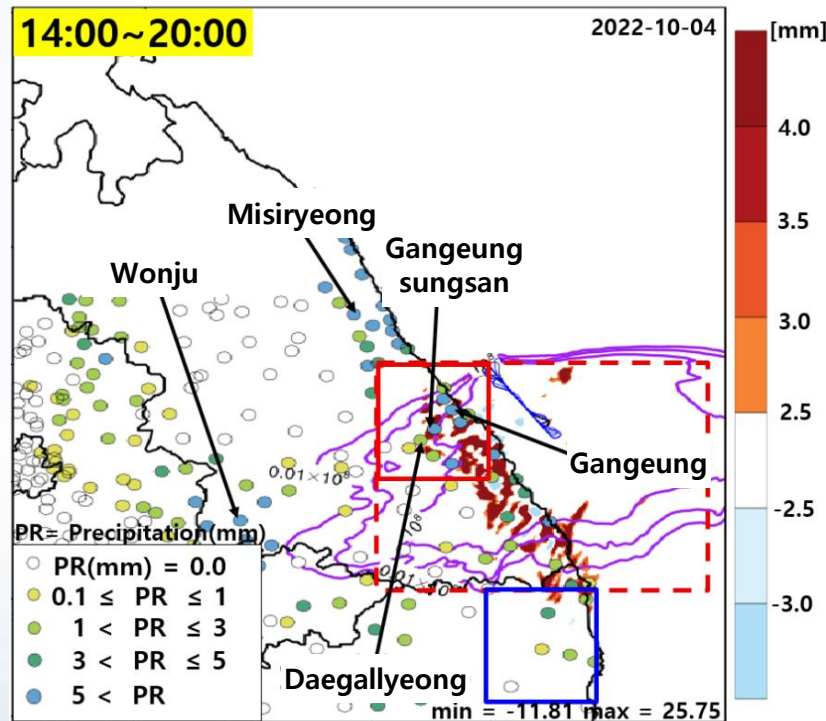 14:00~20:00
2022-10-04
[mm]
4.0
3.5
3.0
2.5
-2.5
-3.0
Misiryeong
Gangeung
sungsan
Wonju
Gangeung
0.01×10⁸
10⁸
PR= Precipitation(mm)
PR(mm) = 0.0
0.1 ≤ PR ≤ 1
1 < PR ≤ 3
3 < PR ≤ 5
5 < PR
Daegallyeong
min = -11.81 max = 25.75